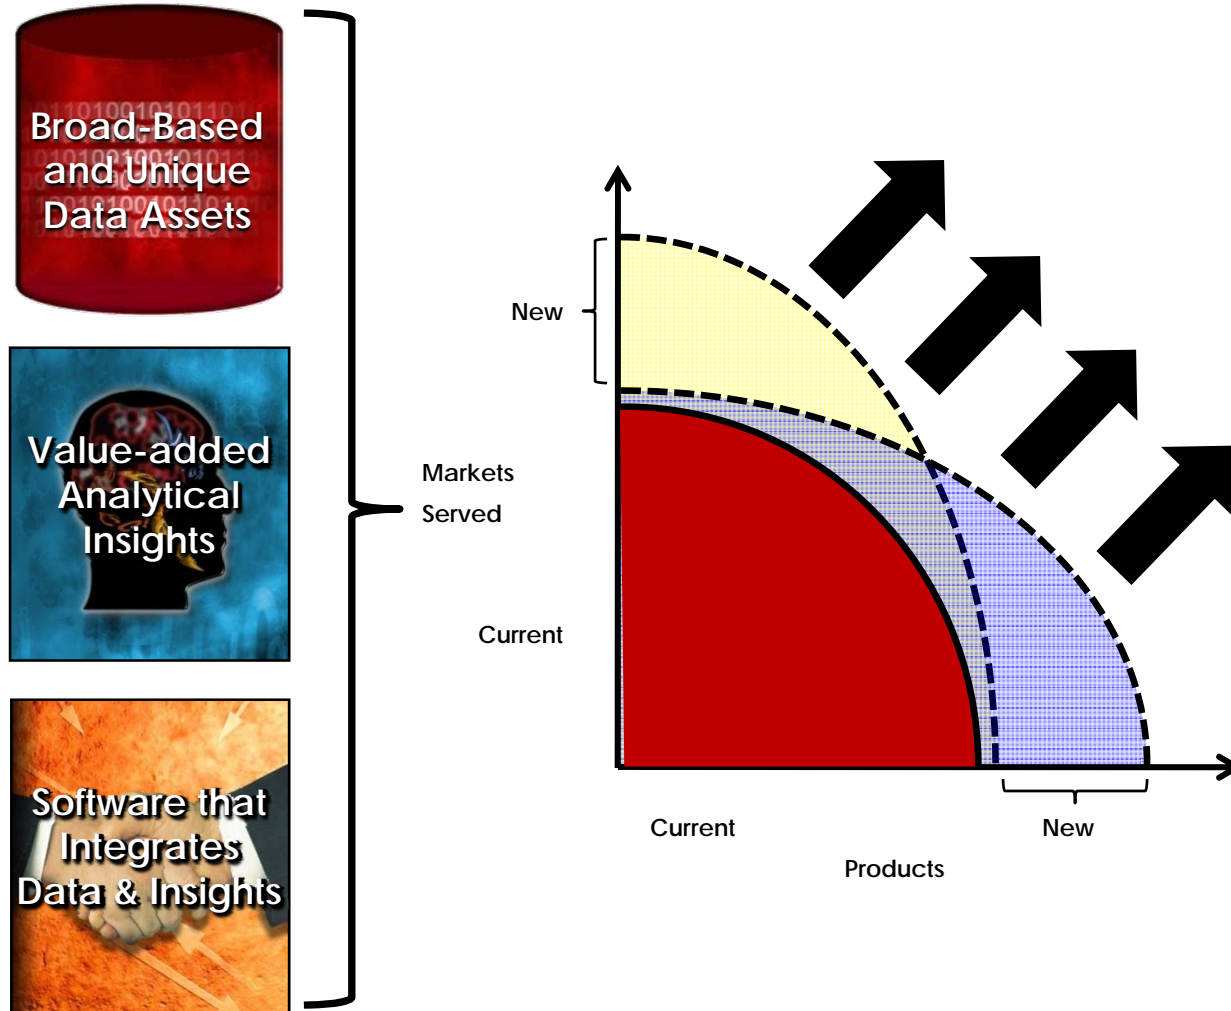 Broad-Based
and Unique
Data Assets
Value-added
Analytical
Insights
Software that
Integrates
Data & Insights
New
Markets
Served
Current
Current
New
Products